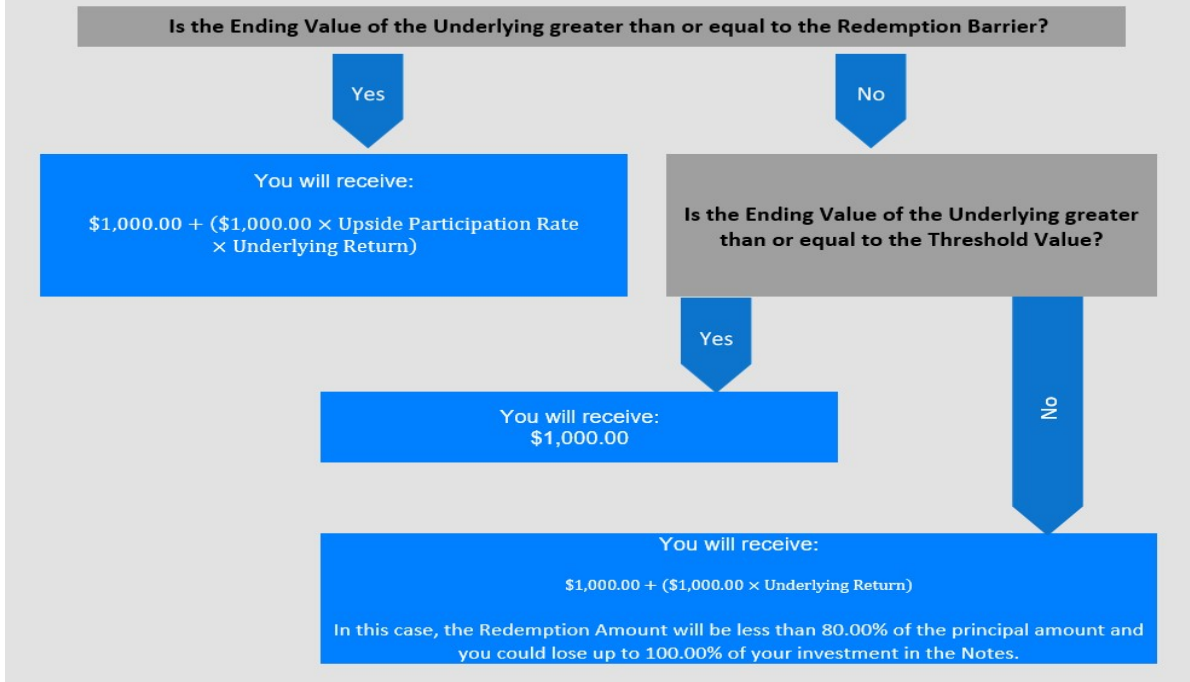 Is the Ending Value of the Underlying greater than or equal to the Redemption Barrier?
Yes
No
You will receive:
$1,000.00 + ($1,000.00 × Upside Participation Rate
× Underlying Return)
Is the Ending Value of the Underlying greater
than or equal to the Threshold Value?
Yes
No
You will receive:
$1,000.00
You will receive:
$1,000.00 + ($1,000.00 × Underlying Return)
In this case, the Redemption Amount will be less than 80.00% of the principal amount and
you could lose up to 100.00% of your investment in the Notes.